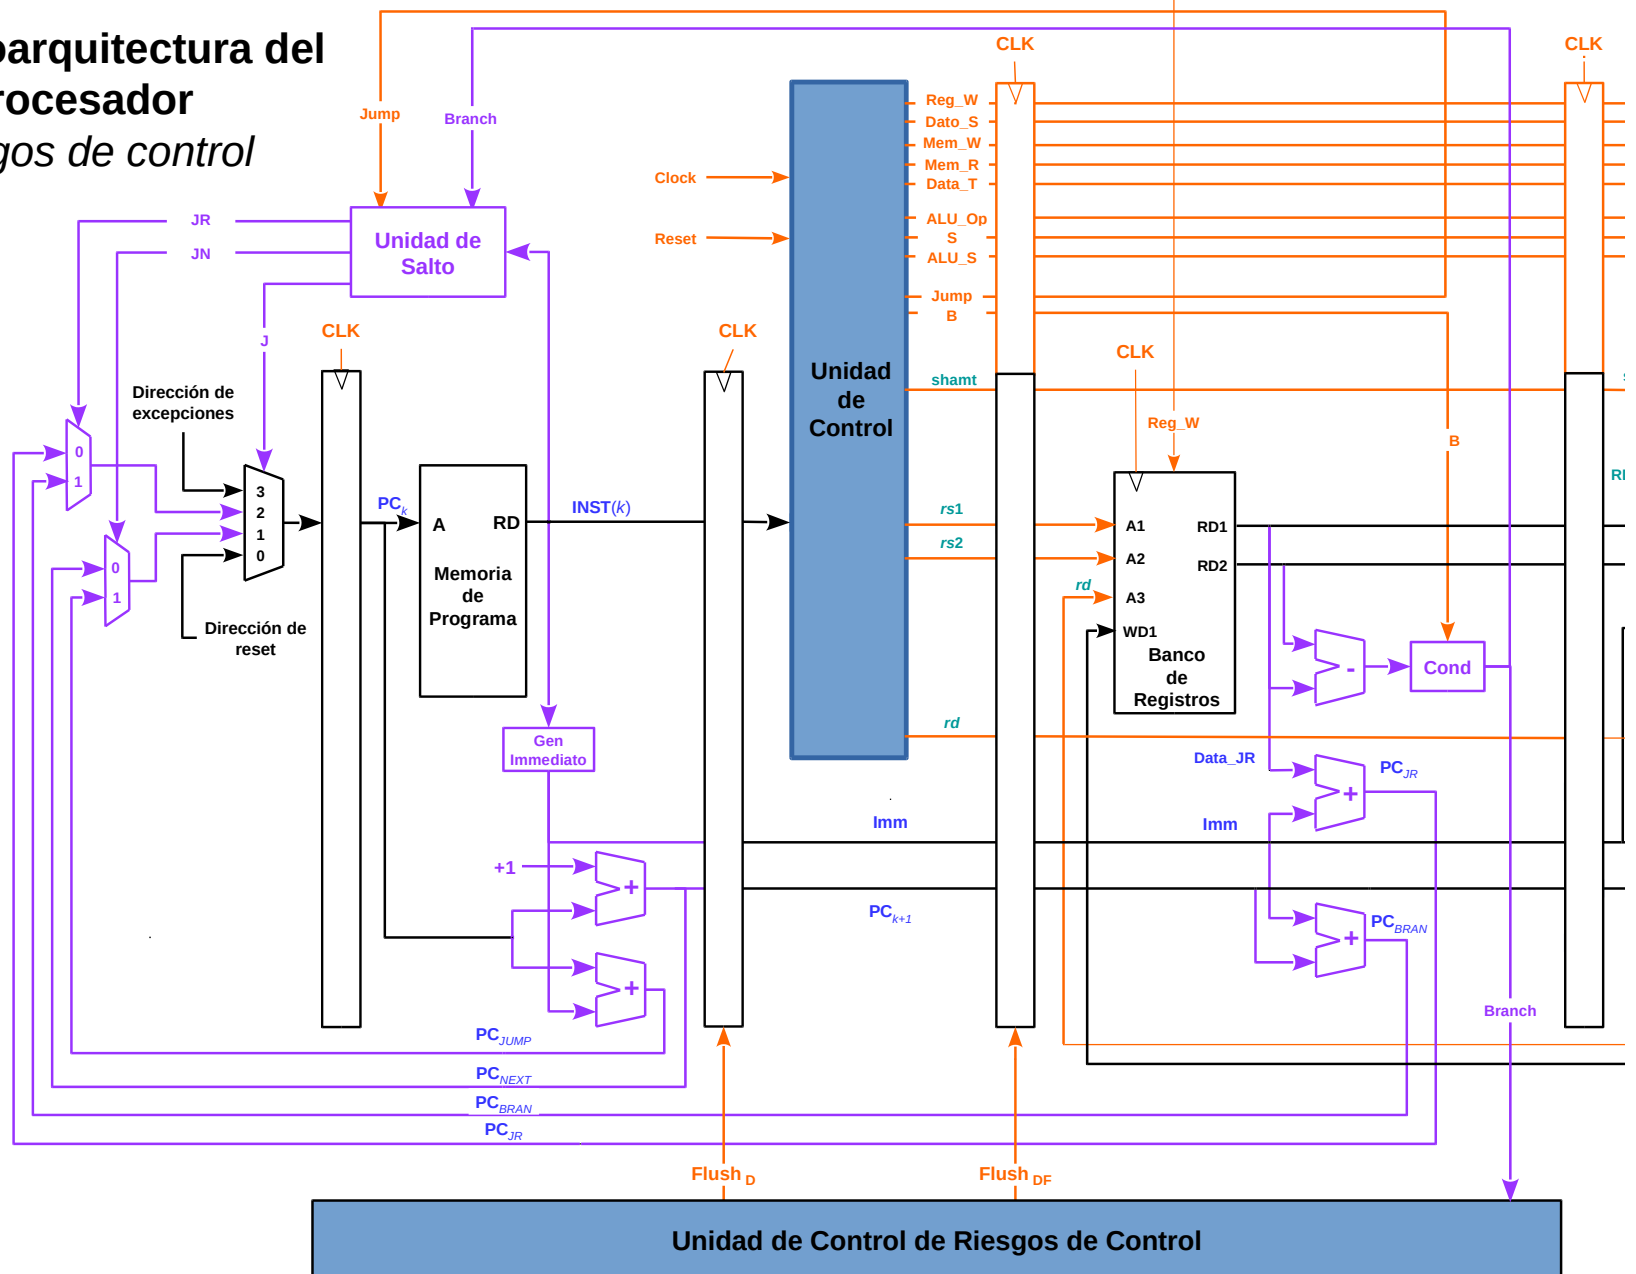 oarquitectura del
rocesador
gos de control
Jump
Branch
CLK
CLK
JR
JN
J
Unidad de
Salto
Clock
Reset
Reg_W
Dato_S
Mem_W
Mem_R
Data_T
ALU_Op
S
ALU_S
Jump
B
shamt
CLK
CLK
CLK
Dirección de
excepciones
Unidad
de
Control
Reg_W
B
0
1
3
2
1
0
0
1
PCk
A
RD
Memoria
de
Programa
INST(k)
rs1
rs2
rd
A1
A2
A3
WD1
RD1
RD2
Banco
de
Registros
-
Cond
Dirección de
reset
rd
Gen
Immediato
Data_JR
PCJR
+
Imm
Imm
+1
+
PCk+1
PCBRAN
+
+
Branch
PCJUMP
PCNEXT
PCBRAN
PCJR
Flush D
Flush DF
Unidad de Control de Riesgos de Control